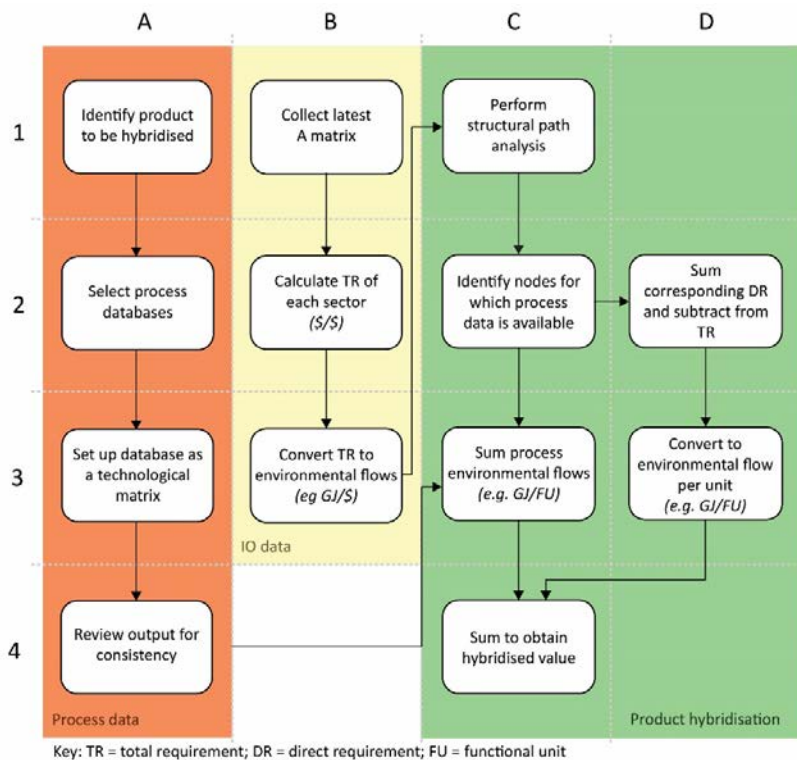 A
B
C
D
1
Identify product
to be hybridised
Collect latest
A matrix
Perform
structural path
analysis
2
Select process
databases
Calculate TR of
each sector
($/$)
Identify nodes for
which process
data is available
Sum
corresponding DR
and subtract from
TR
3
Set up database as
a technological
matrix
Convert TR to
environmental flows
(eg GJ/$)
Sum process
environmental flows
(e.g. GJ/FU)
Convert to
environmental flow
per unit
(e.g. GJ/FU)
IO data
4
Review output for
consistency
Sum to obtain
hybridised value
Process data
Product hybridisation
Key: TR = total requirement; DR = direct requirement; FU = functional unit